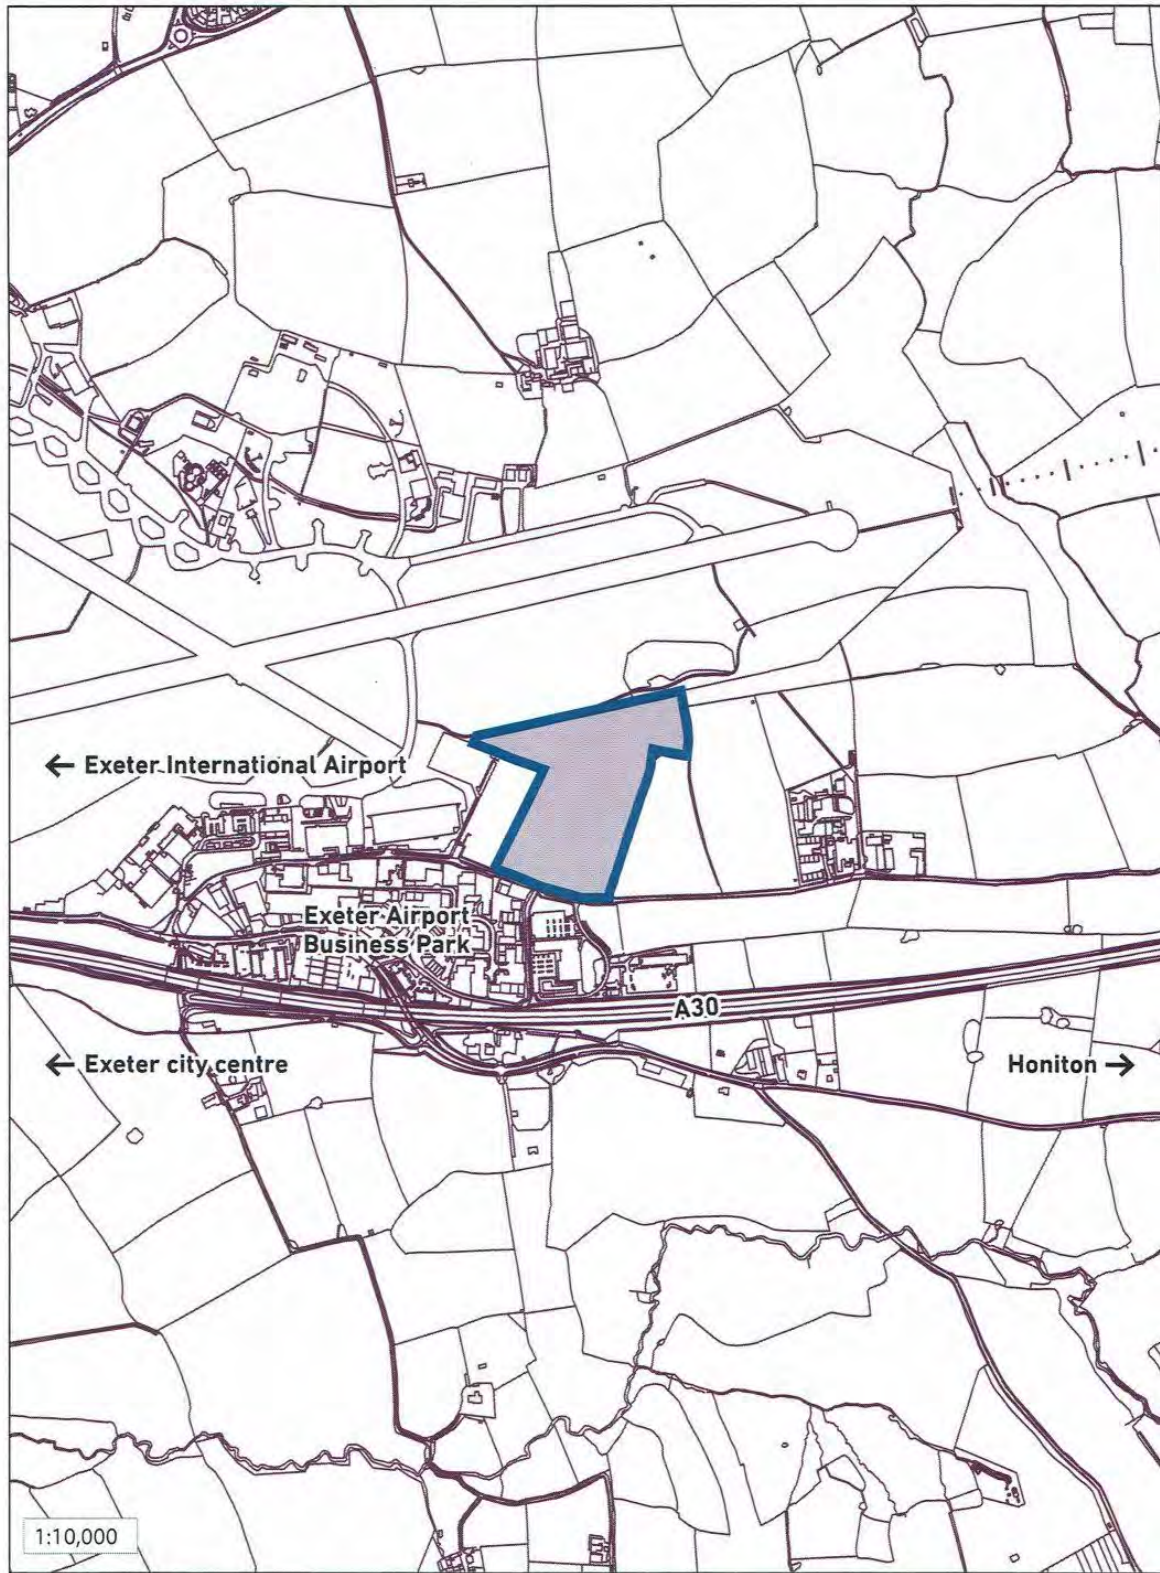 ← Exeter International Airport
Exeter Airport
Business Park
A30
← Exeter city centre
Honiton →
1:10,000